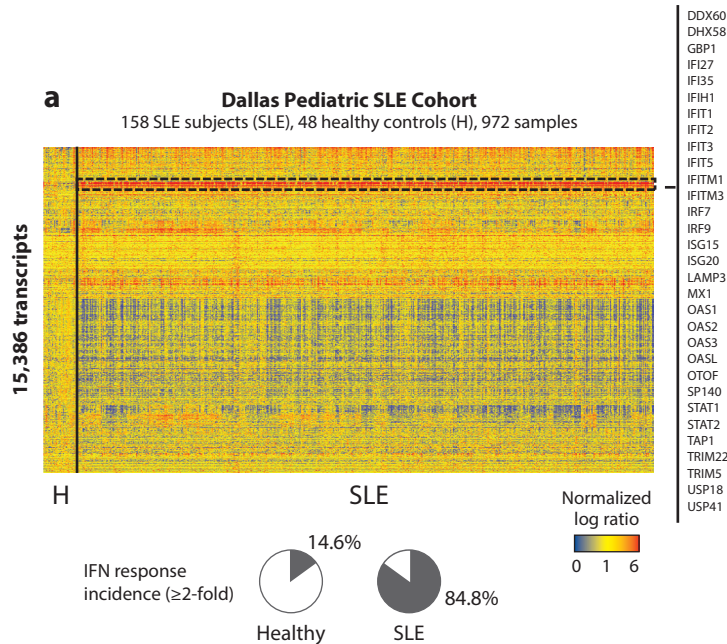 a
Dallas Pediatric SLE Cohort
158 SLE subjects (SLE), 48 healthy controls (H), 972 samples
15,386 transcripts
H
SLE
DDX60
DHX58
GBP1
IFI27
IFI35
IFIH1
IFIT1
IFIT2
IFIT3
IFIT5
IFITM1
IFITM3
IRF7
IRF9
ISG15
ISG20
LAMP3
MX1
OAS1
OAS2
OAS3
OASL
OTOF
SP140
STAT1
STAT2
TAP1
TRIM22
TRIM5
USP18
USP41
Normalized
log ratio
0 1 6
IFN response
incidence (≥2-fold)
14.6%
Healthy
84.8%
SLE